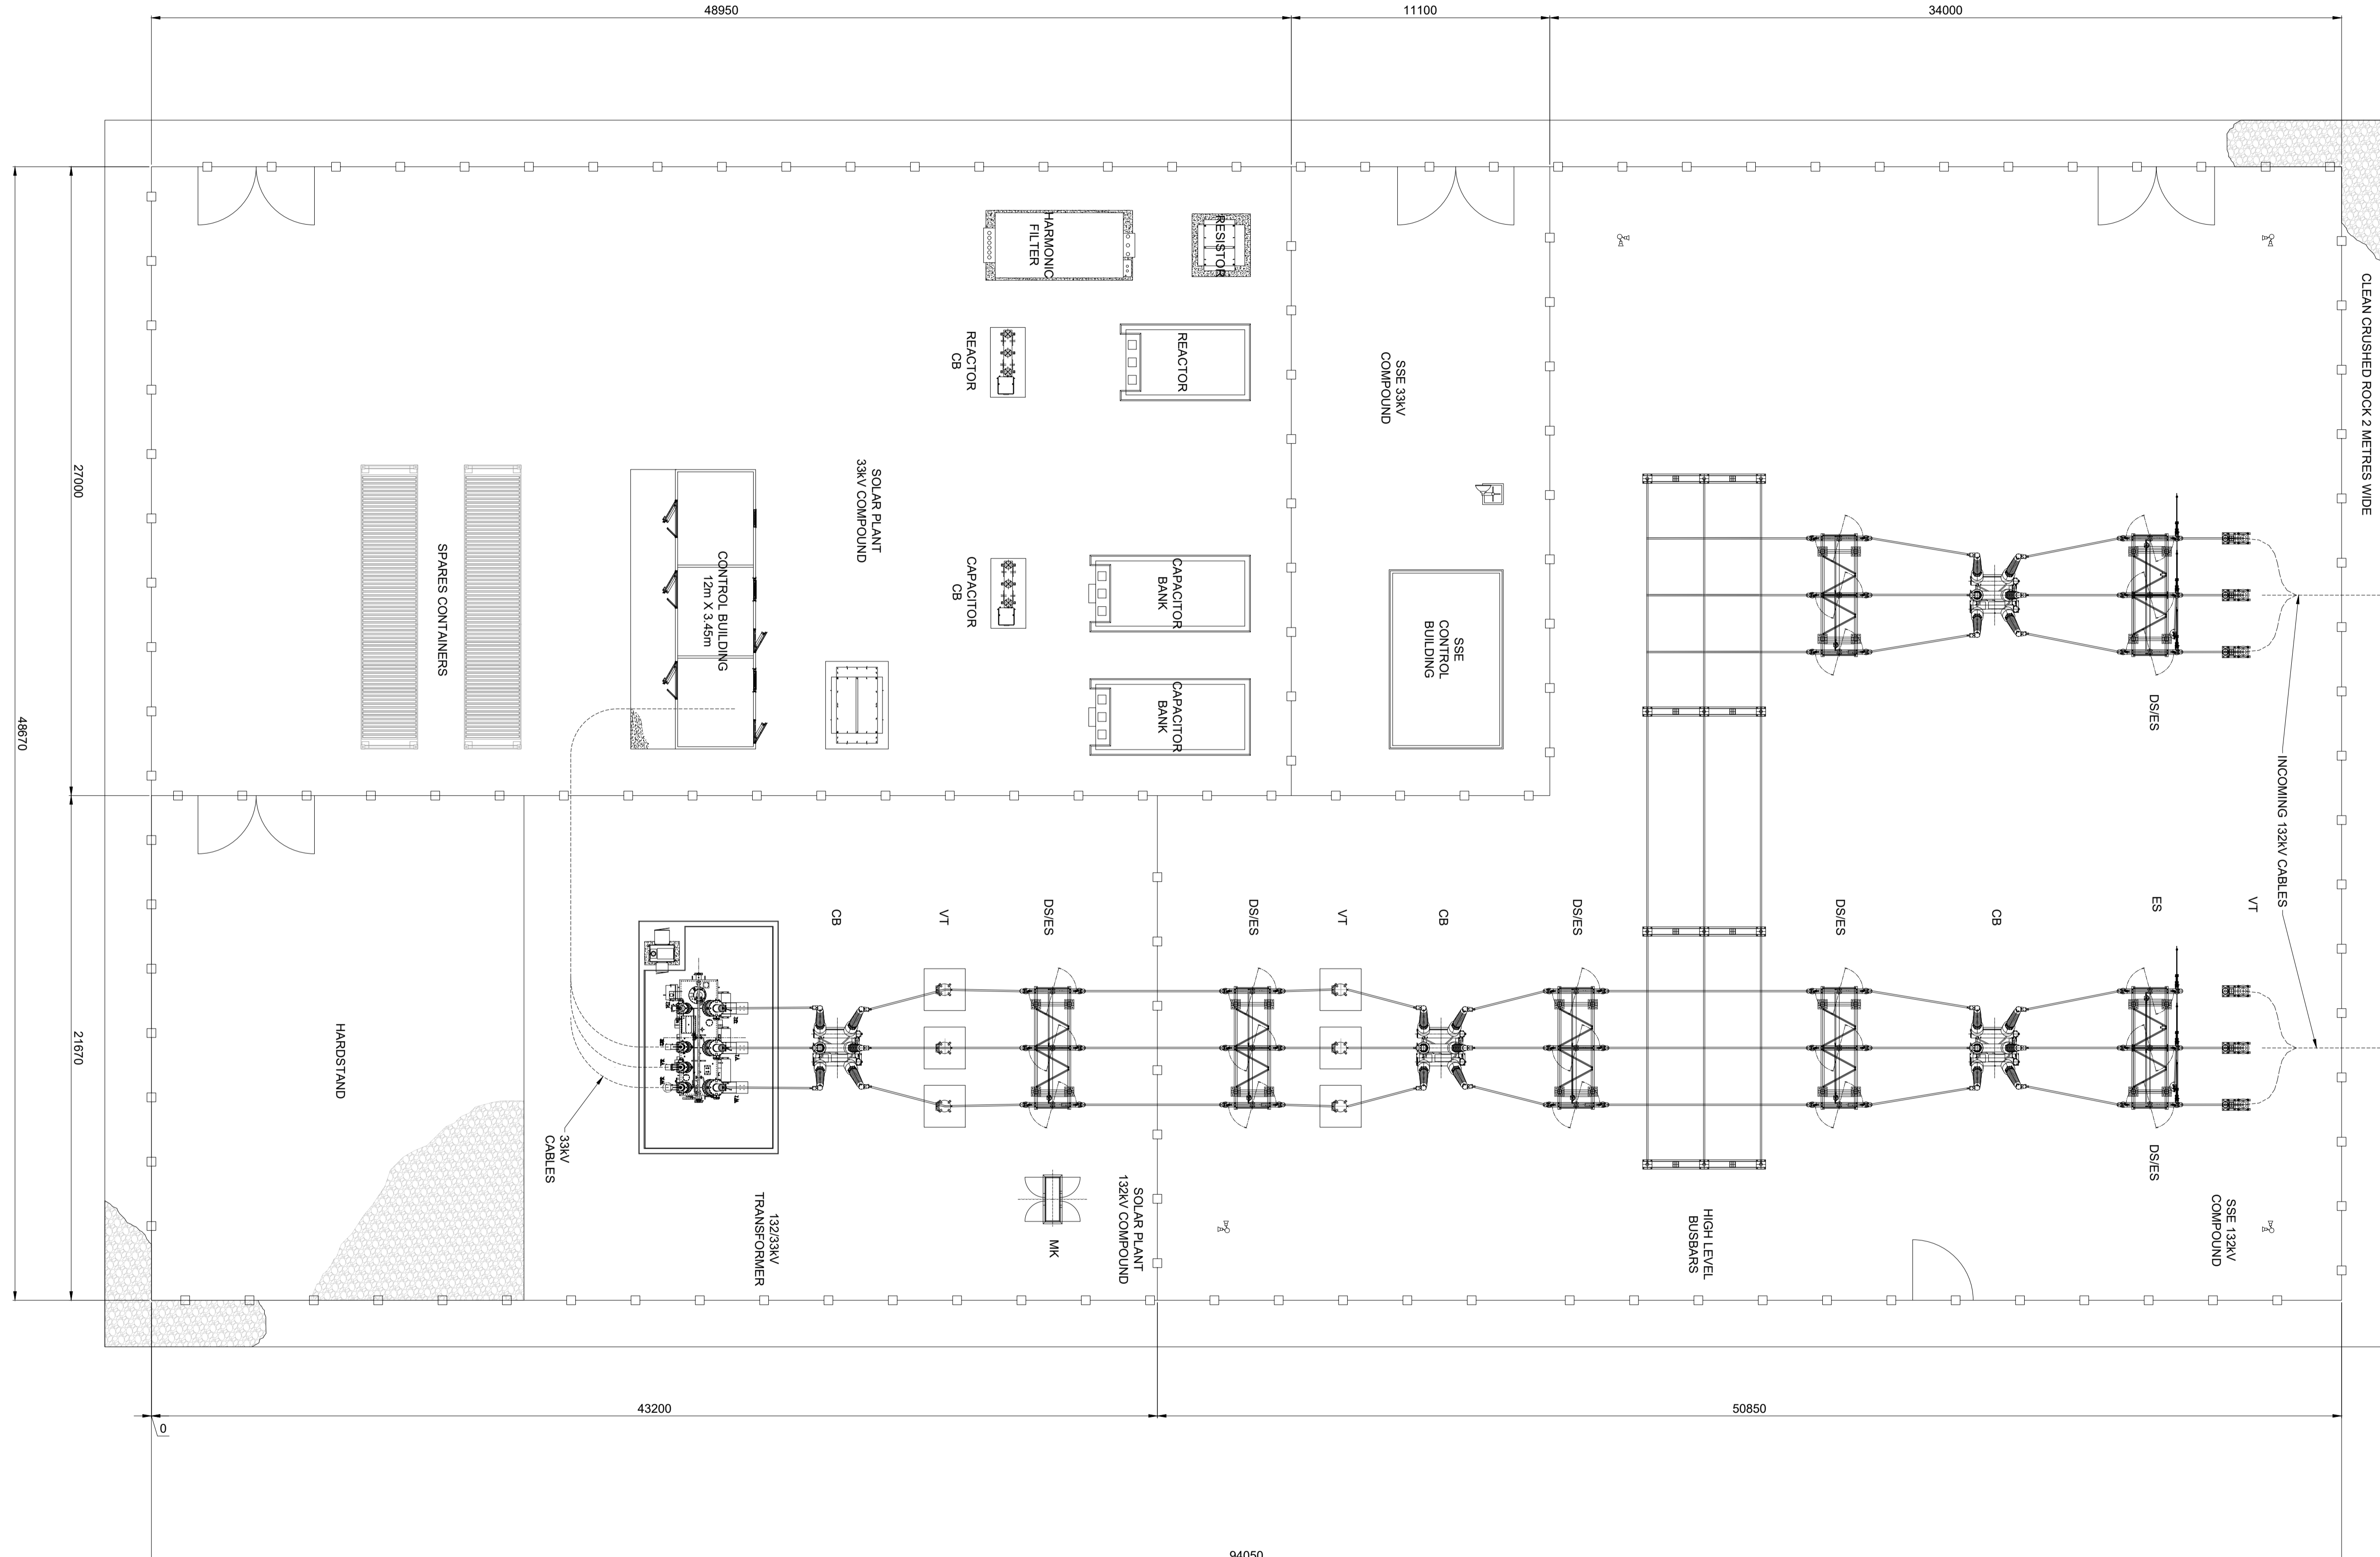 48950
11100
34000
HARMONIC
FILTER
RESISTOR
REACTOR
CB
REACTOR
SSE 33kV
COMPOUND
CLEAN CRUSHED ROCK 2 METRES WIDE
27000
48670
SPARES CONTAINERS
CONTROL BUILDING
12m X 3.45m
SOLAR PLANT
33kV COMPOUND
CAPACITOR
CB
CAPACITOR
BANK
CAPACITOR
BANK
SSE
CONTROL
BUILDING
DS/ES
INCOMING 132kV CABLES
21670
HARDSTAND
CB
VT
DS/ES
DS/ES
VT
CB
DS/ES
DS/ES
CB
ES
VT
33kV
CABLES
132/33kV
TRANSFORMER
MK
SOLAR PLANT
132kV COMPOUND
HIGH LEVEL
BUSBARS
DS/ES
SSE 132kV
COMPOUND
0
43200
50850
94050